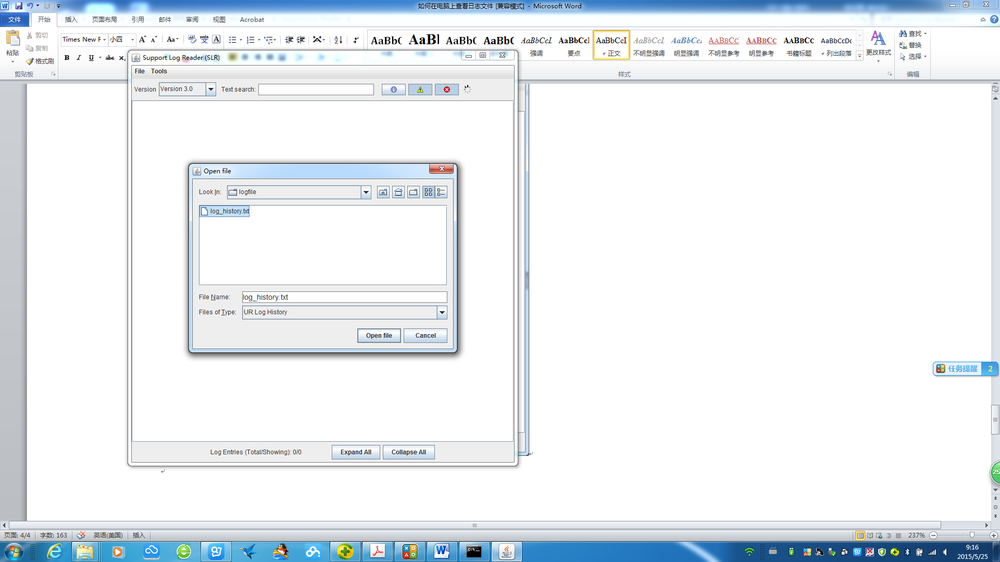 如何在电脑上查看日志文件 [兼容模式] - Microsoft Word
文件 开始 插入 页面布局 引用 邮件 审阅 视图 Acrobat
剪切
复制
格式刷
粘贴
剪贴板
Times New F 小四
AaBbC AaBl AaBbC AaBbC AaBbCcL AaBbCcI AaBbCcI AaBbCcL AaBbCcL AABBCC AABBCC AABBCC AaBbCcDc
强调 要点 正文 不明显强调 明显强调 不明显参考 明显参考 书籍标题 列出段落
更改样式
样式
查找
替换
选择
编辑
Support Log Reader (SLR)
File Tools
Version Version 3.0 Text search:
Open file
Look In: logfile
log_history.txt
File Name: log_history.txt
Files of Type: UR Log History
Open file Cancel
Log Entries (Total/Showing): 0/0 Expand All Collapse All
任务提醒 2
25
页面: 4/4 字数: 163 英语(美国) 插入 237%
9:16
2015/5/25